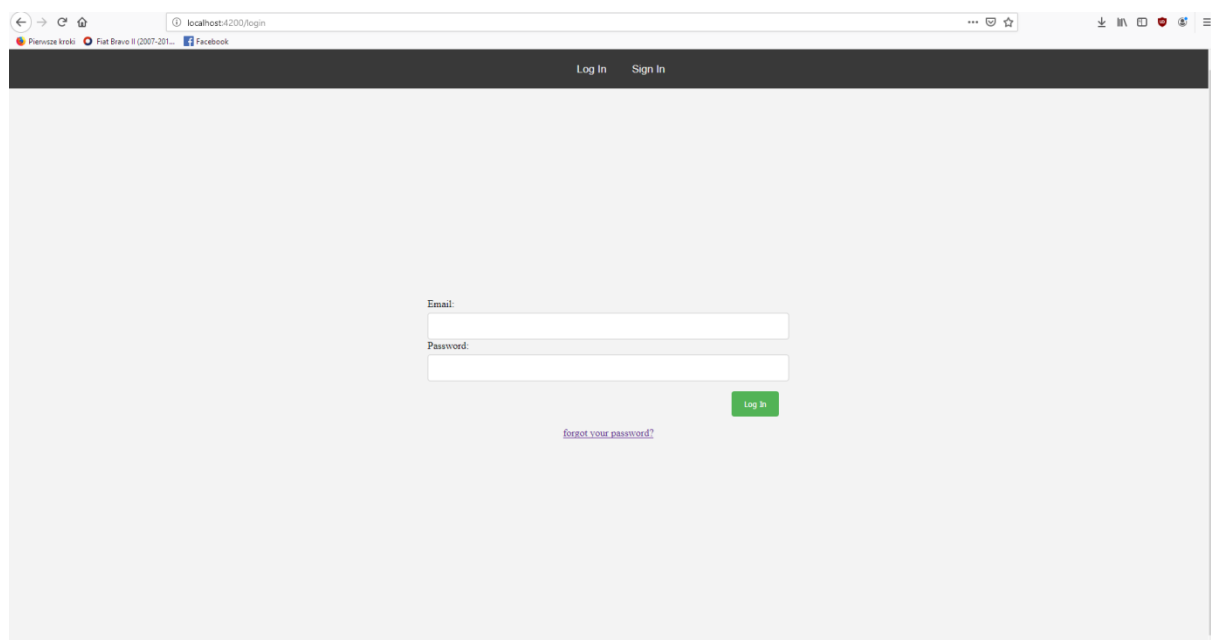 localhost:4200/login
Pierwsze kroki Fiat Bravo II (2007-201... Facebook
Log In Sign In
Email:
Password:
Log In
forgot your password?